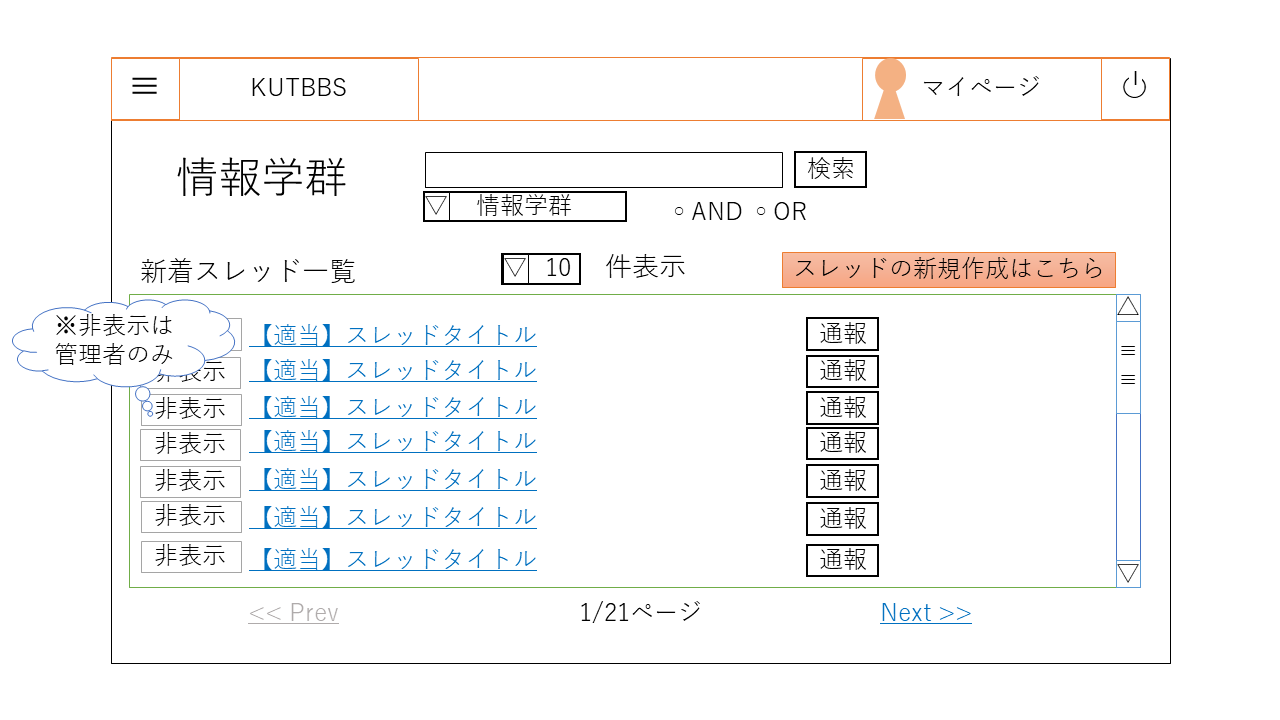 KUTBBS
マイページ
情報学群
検索
▽ 情報学群
○ AND ○ OR
新着スレッド一覧
▽ 10 件表示
スレッドの新規作成はこちら
※非表示は
管理者のみ
【適当】スレッドタイトル 通報
非表示 【適当】スレッドタイトル 通報
非表示 【適当】スレッドタイトル 通報
非表示 【適当】スレッドタイトル 通報
非表示 【適当】スレッドタイトル 通報
非表示 【適当】スレッドタイトル 通報
非表示 【適当】スレッドタイトル 通報
<< Prev 1/21ページ Next >>